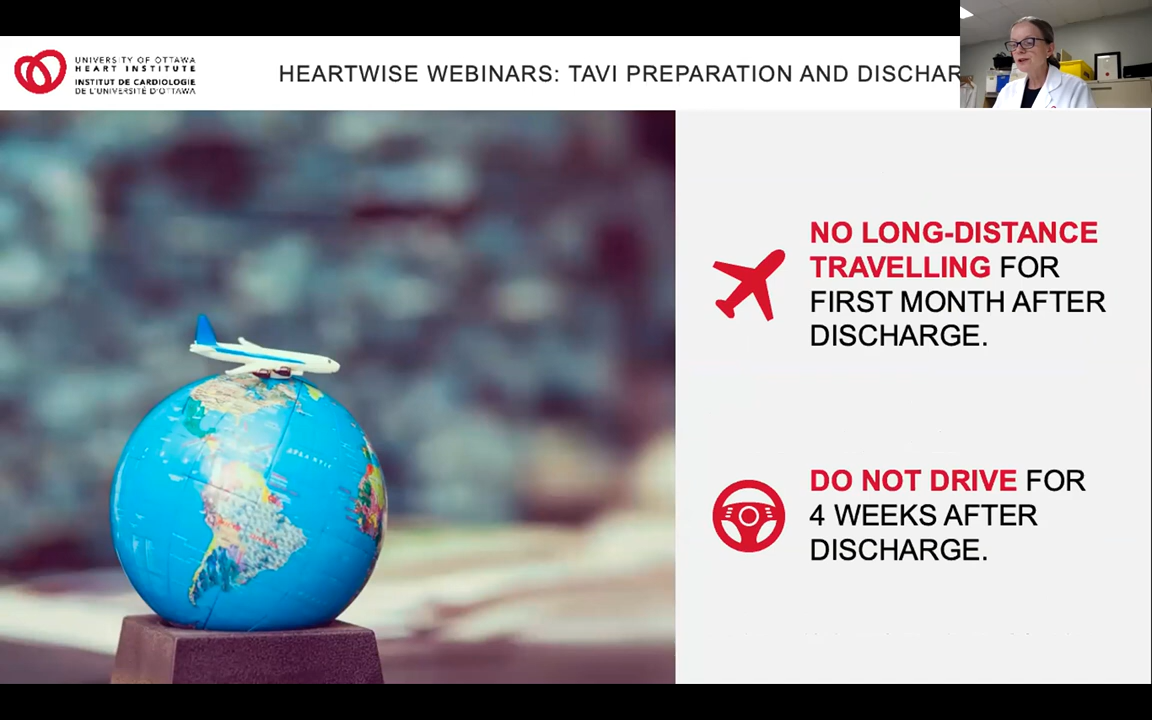 UNIVERSITY OF OTTAWA
HEART INSTITUTE
INSTITUT DE CARDIOLOGIE
DE L'UNIVERSITÉ D'OTTAWA
HEARTWISE WEBINARS: TAVI PREPARATION AND DISCHAR
NO LONG-DISTANCE
TRAVELLING FOR
FIRST MONTH AFTER
DISCHARGE.
ATLANTIC
DO NOT DRIVE FOR
4 WEEKS AFTER
DISCHARGE.